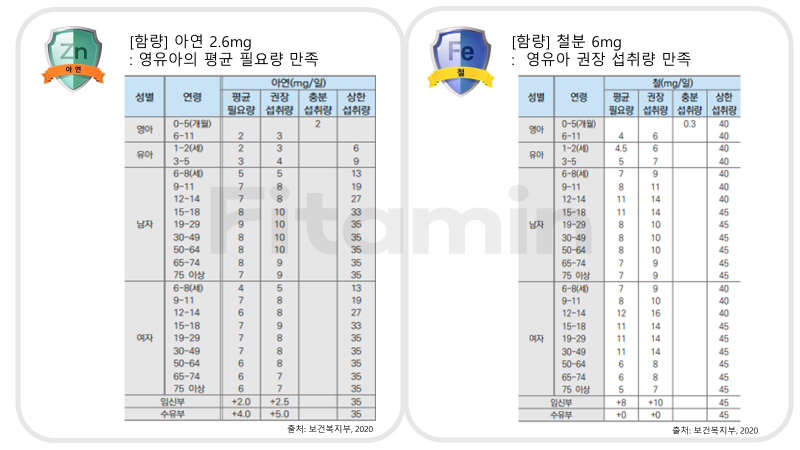 Zn
아연
[함량] 아연 2.6mg
: 영유아의 평균 필요량 만족
성별 연령 아연(mg/일)
평균 필요량 권장 섭취량 충분 섭취량 상한 섭취량
영아 0-5(개월) 2
6-11 2 3
유아 1-2(세) 2 3 6
3-5 3 4 9
남자 6-8(세) 5 5 13
9-11 7 8 19
12-14 7 8 27
15-18 8 10 33
19-29 9 10 35
30-49 8 10 35
50-64 8 10 35
65-74 8 9 35
75 이상 7 9 35
여자 6-8(세) 4 5 13
9-11 7 8 19
12-14 6 8 27
15-18 7 9 33
19-29 7 8 35
30-49 7 8 35
50-64 6 8 35
65-74 6 7 35
75 이상 6 7 35
임신부 +2.0 +2.5 35
수유부 +4.0 +5.0 35
출처: 보건복지부, 2020
Fe
철
[함량] 철분 6mg
: 영유아 권장 섭취량 만족
성별 연령 철(mg/일)
평균 필요량 권장 섭취량 충분 섭취량 상한 섭취량
영아 0-5(개월) 0.3 40
6-11 4 6 40
유아 1-2(세) 4.5 6 40
3-5 5 7 40
남자 6-8(세) 7 9 40
9-11 8 11 40
12-14 11 14 40
15-18 11 14 45
19-29 8 10 45
30-49 8 10 45
50-64 8 10 45
65-74 7 9 45
75 이상 7 9 45
여자 6-8(세) 7 9 40
9-11 8 10 40
12-14 12 16 40
15-18 11 14 45
19-29 11 14 45
30-49 11 14 45
50-64 6 8 45
65-74 6 8 45
75 이상 5 7 45
임신부 +8 +10 45
수유부 +0 +0 45
출처: 보건복지부, 2020
Fitamin